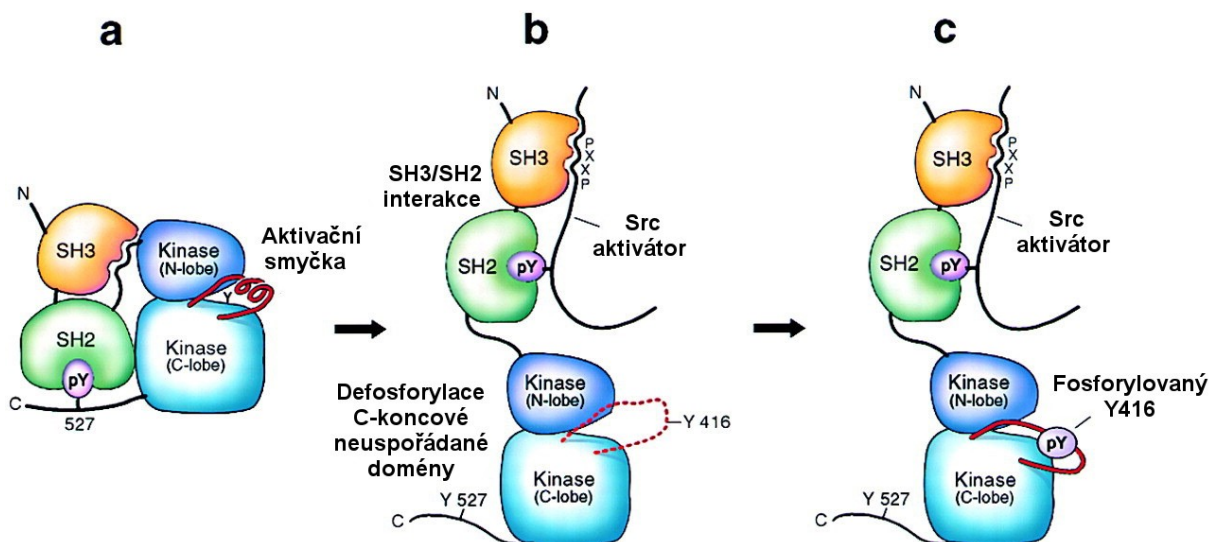 a
b
c
N
SH3
Kinase
(N-lobe)
Aktivační
smyčka
Y
SH2
Kinase
(C-lobe)
pY
C
527
N
SH3
P
X
X
P
SH3/SH2
interakce
Src
aktivátor
SH2
pY
Kinase
(N-lobe)
Defosforylace
C-koncové
neuspořádané
domény
Y 416
Kinase
(C-lobe)
Y 527
C
N
SH3
P
X
X
P
Src
aktivátor
SH2
pY
Kinase
(N-lobe)
Fosforylovaný
Y416
pY
Kinase
(C-lobe)
Y 527
C